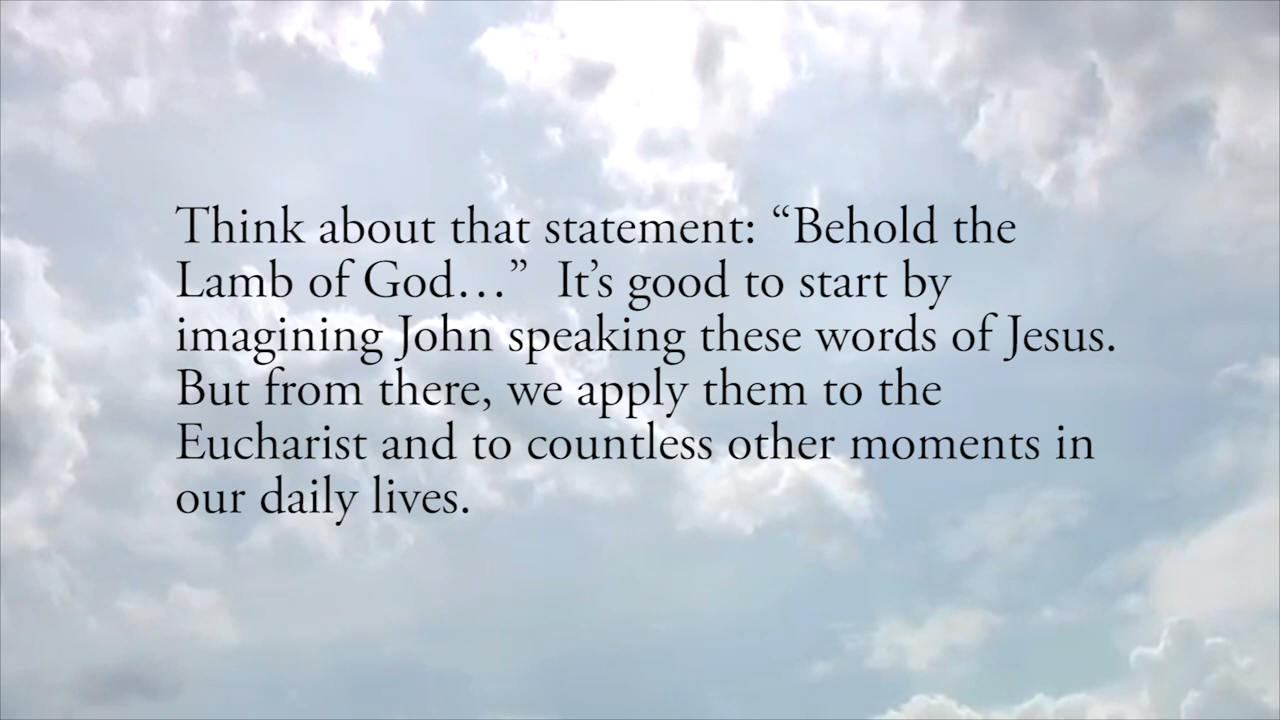 Think about that statement: “Behold the
Lamb of God…”  It’s good to start by
imagining John speaking these words of Jesus.
But from there, we apply them to the
Eucharist and to countless other moments in
our daily lives.